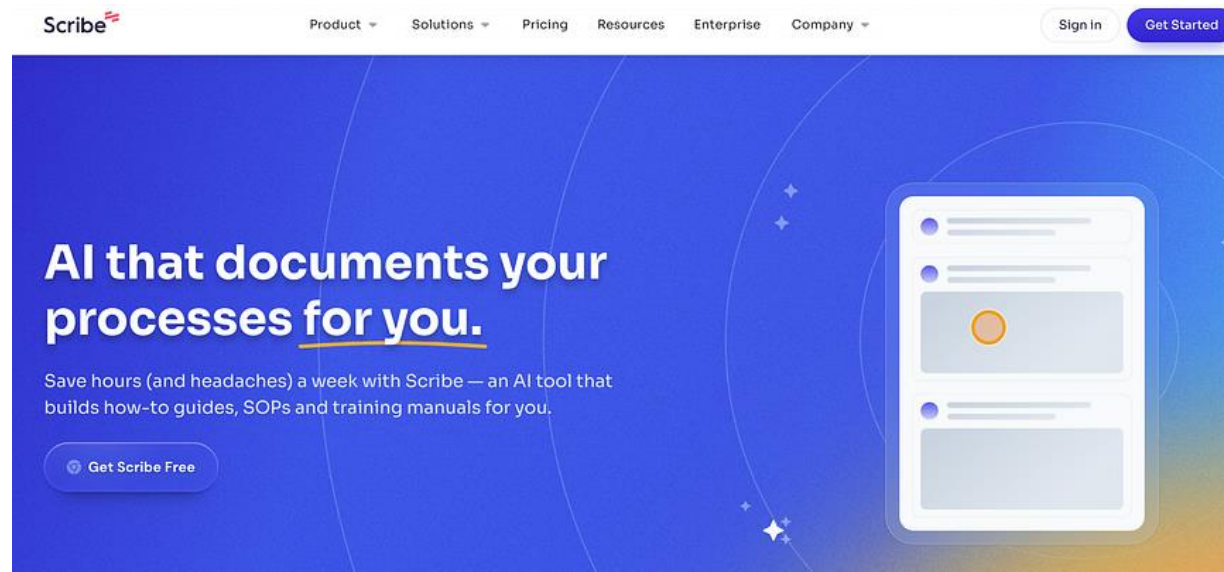 Scribe
Product
Solutions
Pricing
Resources
Enterprise
Company
Sign in
Get Started
AI that documents your
processes for you.
Save hours (and headaches) a week with Scribe — an AI tool that
builds how-to guides, SOPs and training manuals for you.
Get Scribe Free